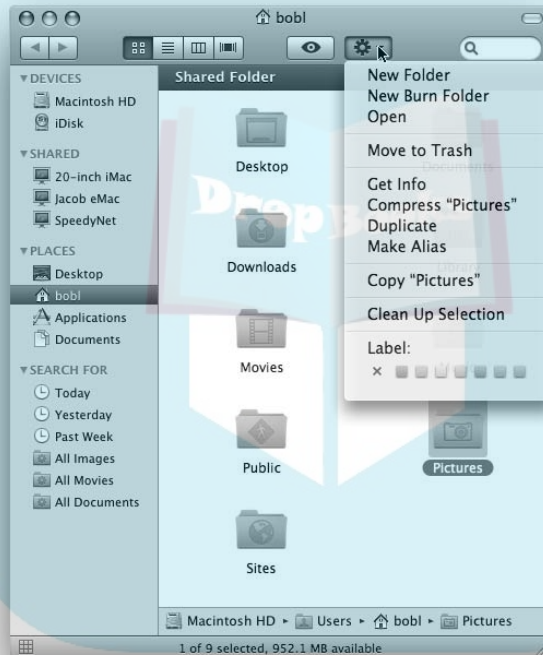 bobl
Shared Folder
DEVICES
Macintosh HD
iDisk
SHARED
20-inch iMac
Jacob eMac
SpeedyNet
PLACES
Desktop
bobl
Applications
Documents
SEARCH FOR
Today
Yesterday
Past Week
All Images
All Movies
All Documents
Desktop
Downloads
Movies
Public
Sites
Documents
Library
Pictures
New Folder
New Burn Folder
Open
Move to Trash
Get Info
Compress “Pictures”
Duplicate
Make Alias
Copy “Pictures”
Clean Up Selection
Label:
×
Macintosh HD ▸ Users ▸ bobl ▸ Pictures
1 of 9 selected, 952.1 MB available